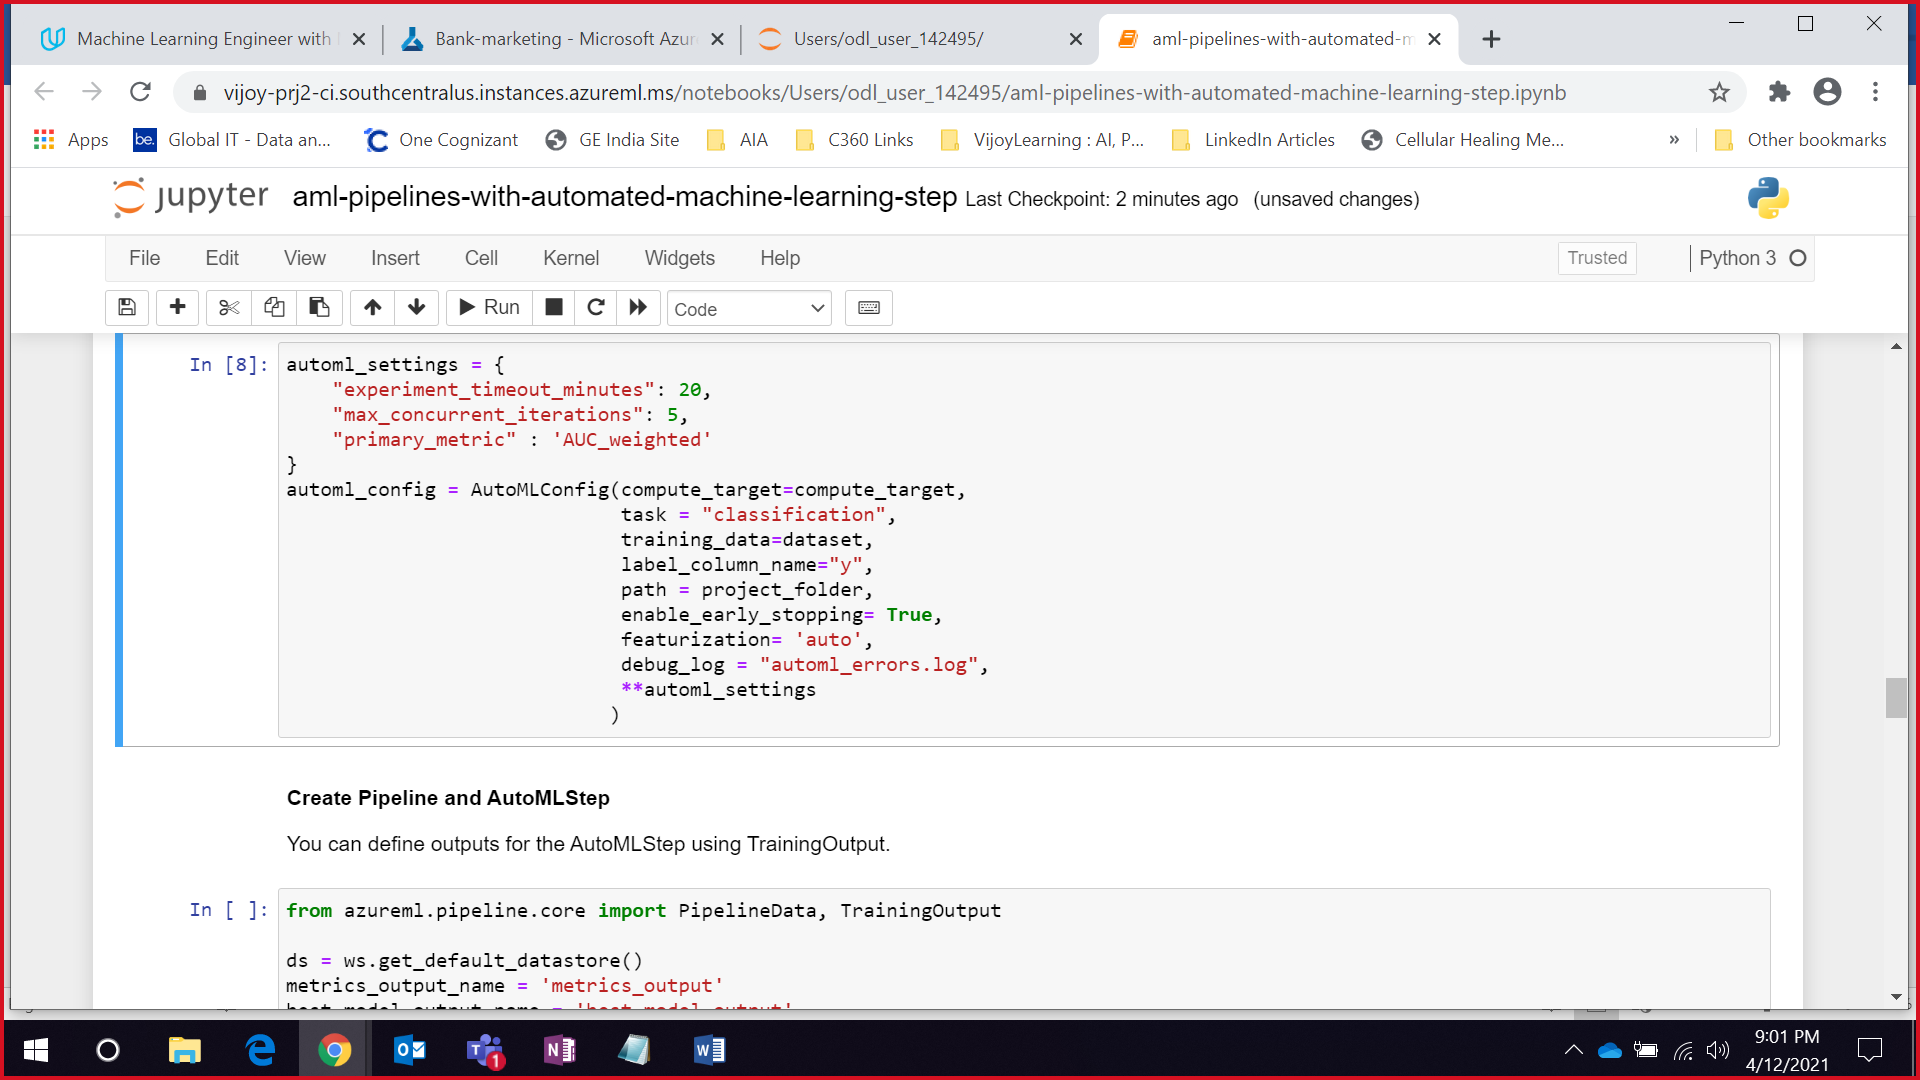 Machine Learning Engineer with
Bank-marketing - Microsoft Azur
Users/odl_user_142495/
aml-pipelines-with-automated-m
vijoy-prj2-ci.southcentralus.instances.azureml.ms/notebooks/Users/odl_user_142495/aml-pipelines-with-automated-machine-learning-step.ipynb
Apps be. Global IT - Data an... One Cognizant GE India Site AIA C360 Links VijoyLearning : AI, P... LinkedIn Articles Cellular Healing Me... » Other bookmarks
jupyter aml-pipelines-with-automated-machine-learning-step Last Checkpoint: 2 minutes ago (unsaved changes)
File Edit View Insert Cell Kernel Widgets Help Trusted Python 3
Run Code
In [8]: automl_settings = {
"experiment_timeout_minutes": 20,
"max_concurrent_iterations": 5,
"primary_metric" : 'AUC_weighted'
}
automl_config = AutoMLConfig(compute_target=compute_target,
task = "classification",
training_data=dataset,
label_column_name="y",
path = project_folder,
enable_early_stopping= True,
featurization= 'auto',
debug_log = "automl_errors.log",
**automl_settings
)
Create Pipeline and AutoMLStep
You can define outputs for the AutoMLStep using TrainingOutput.
In [ ]: from azureml.pipeline.core import PipelineData, TrainingOutput
ds = ws.get_default_datastore()
metrics_output_name = 'metrics_output'
best_model_output_name = 'best_model_output'
9:01 PM
4/12/2021